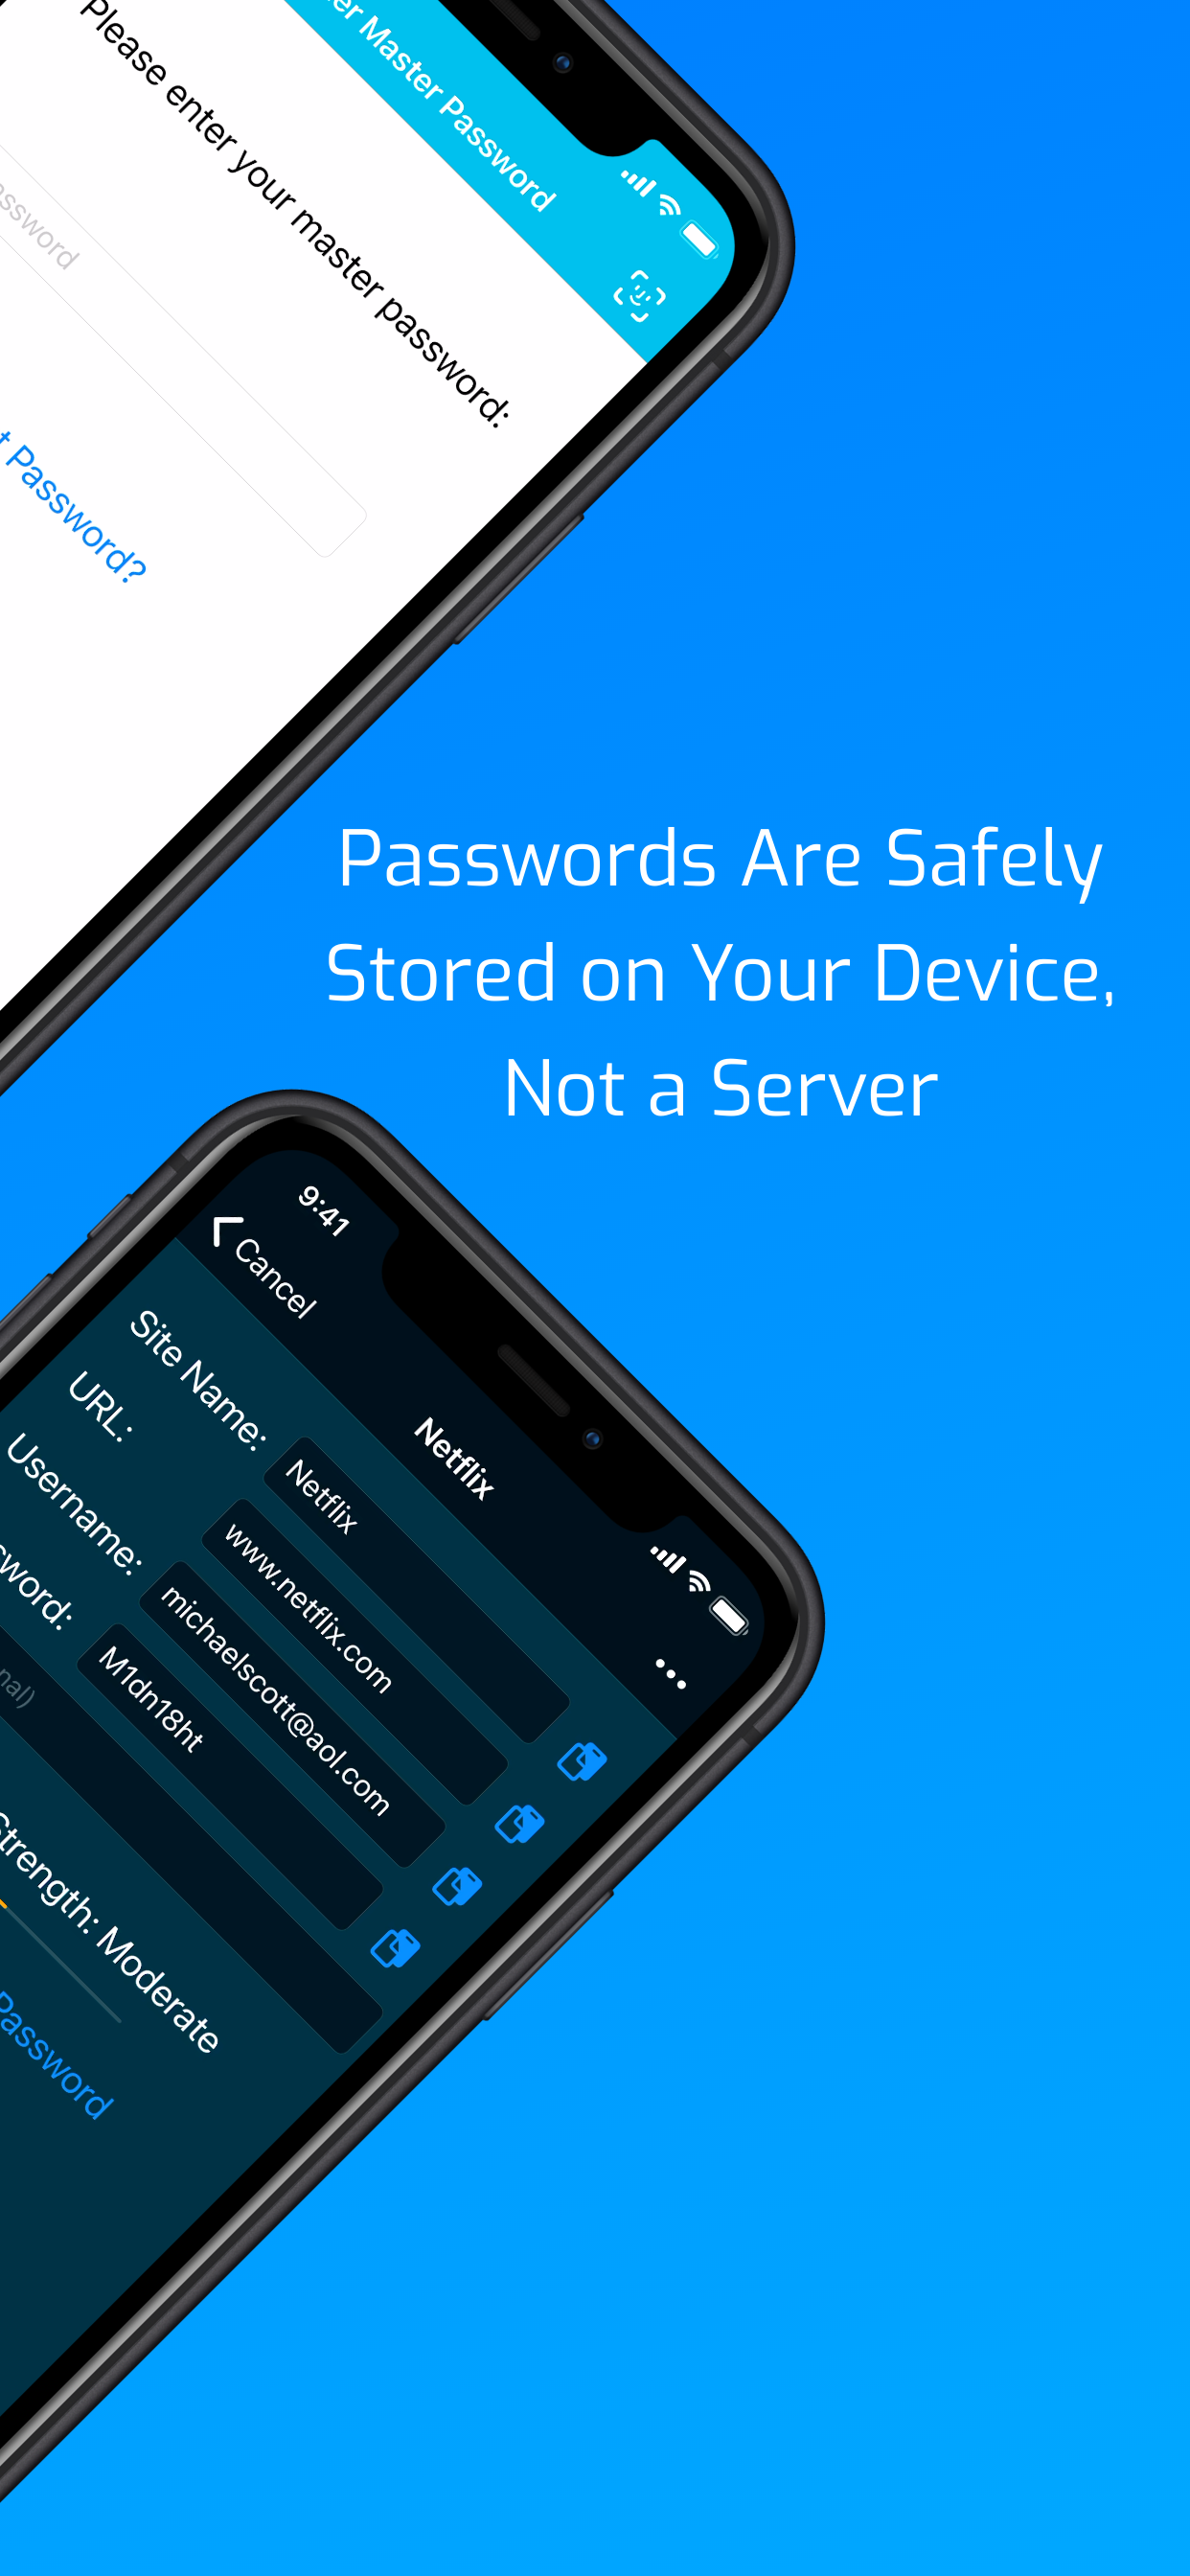 Master Password
Please enter your master password:
Password?
Passwords Are Safely
Stored on Your Device,
Not a Server
9:41
Cancel
Netflix
Site Name:
Netflix
URL:
www.netflix.com
Username:
michaelscott@aol.com
M1dn18ht
Strength: Moderate
Password